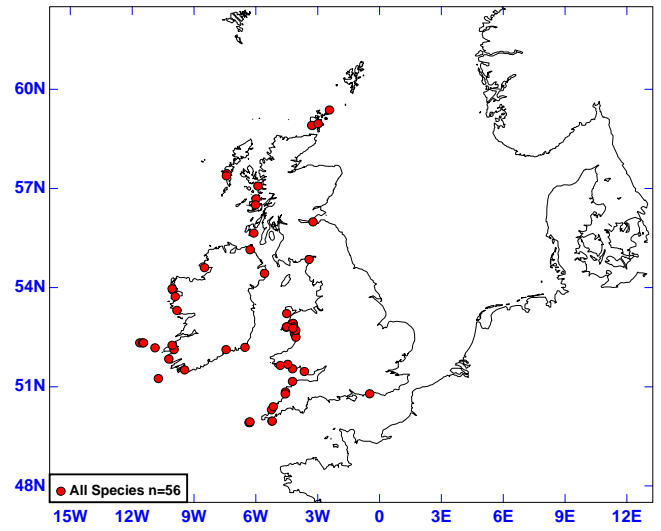 60N
57N
54N
51N
48N
All Species n=56
15W 12W 9W 6W 3W 0 3E 6E 9E 12E